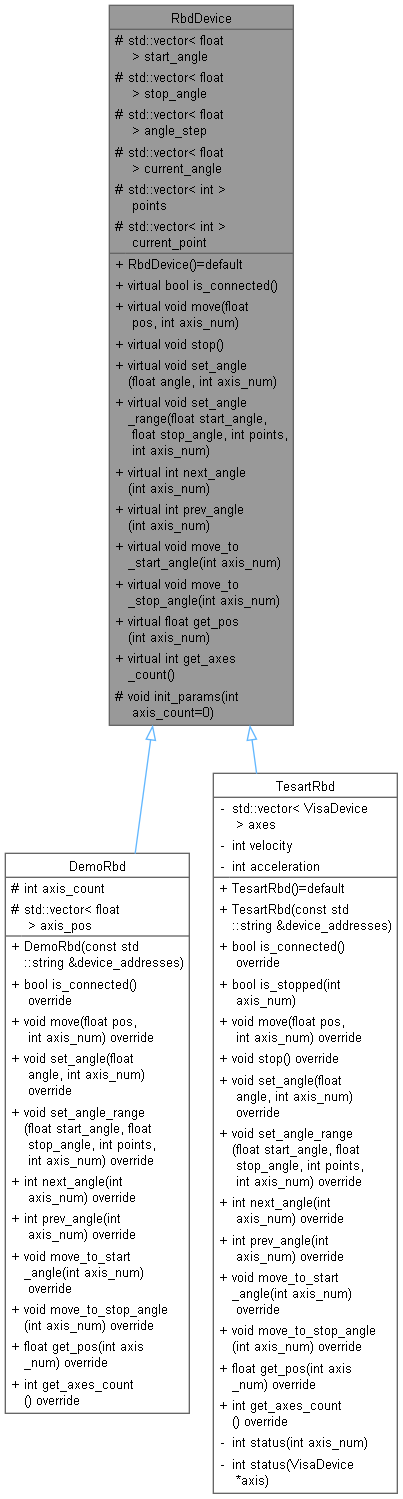 RbdDevice
# std::vector< float
> start_angle
# std::vector< float
> stop_angle
# std::vector< float
> angle_step
# std::vector< float
> current_angle
# std::vector< int >
points
# std::vector< int >
current_point
+ RbdDevice()=default
+ virtual bool is_connected()
+ virtual void move(float
pos, int axis_num)
+ virtual void stop()
+ virtual void set_angle
(float angle, int axis_num)
+ virtual void set_angle
_range(float start_angle,
float stop_angle, int points,
int axis_num)
+ virtual int next_angle
(int axis_num)
+ virtual int prev_angle
(int axis_num)
+ virtual void move_to
_start_angle(int axis_num)
+ virtual void move_to
_stop_angle(int axis_num)
+ virtual float get_pos
(int axis_num)
+ virtual int get_axes
_count()
# void init_params(int
axis_count=0)
DemoRbd
# int axis_count
# std::vector< float
> axis_pos
+ DemoRbd(const std
::string &device_addresses)
+ bool is_connected()
override
+ void move(float pos,
int axis_num) override
+ void set_angle(float
angle, int axis_num)
override
+ void set_angle_range
(float start_angle, float
stop_angle, int points,
int axis_num) override
+ int next_angle(int
axis_num) override
+ int prev_angle(int
axis_num) override
+ void move_to_start
_angle(int axis_num)
override
+ void move_to_stop_angle
(int axis_num) override
+ float get_pos(int axis
_num) override
+ int get_axes_count
() override
TesartRbd
- std::vector< VisaDevice
> axes
- int velocity
- int acceleration
+ TesartRbd()=default
+ TesartRbd(const std
::string &device_addresses)
+ bool is_connected()
override
+ bool is_stopped(int
axis_num)
+ void move(float pos,
int axis_num) override
+ void stop() override
+ void set_angle(float
angle, int axis_num)
override
+ void set_angle_range
(float start_angle, float
stop_angle, int points,
int axis_num) override
+ int next_angle(int
axis_num) override
+ int prev_angle(int
axis_num) override
+ void move_to_start
_angle(int axis_num)
override
+ void move_to_stop_angle
(int axis_num) override
+ float get_pos(int axis
_num) override
+ int get_axes_count
() override
- int status(int axis_num)
- int status(VisaDevice
*axis)